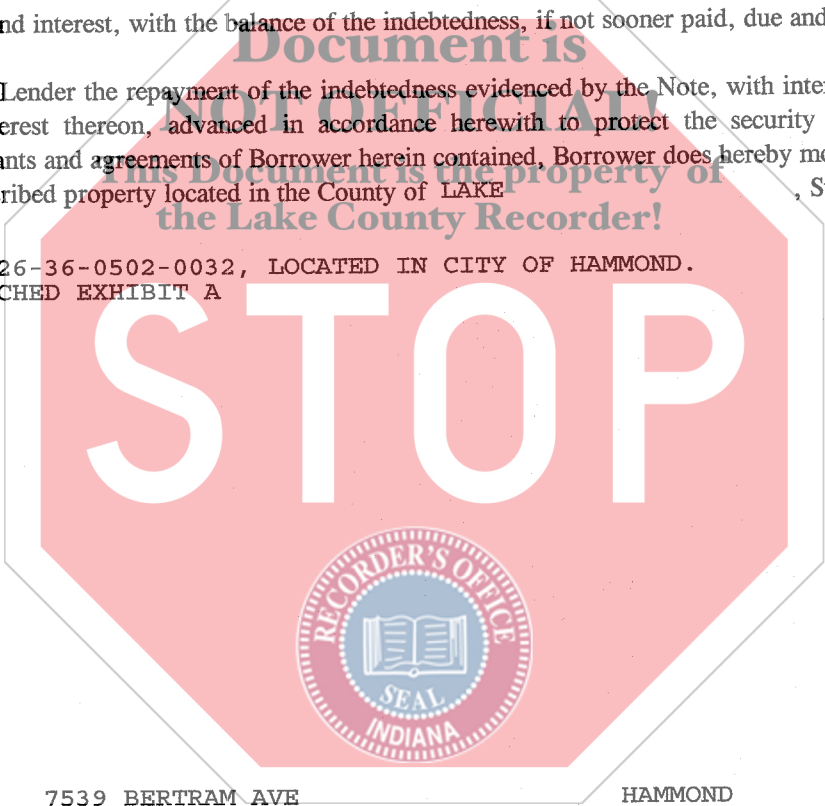 nd interest, with the balance of the indebtedness, if not sooner paid, due and
Document is
Lender the repayment of the indebtedness evidenced by the Note, with inte
NOT OFFICIAL!
erest thereon, advanced in accordance herewith to protect the security
ants and agreements of Borrower herein contained, Borrower does hereby mo
This Document is the property of
ribed property located in the County of LAKE , S
the Lake County Recorder!
26-36-0502-0032, LOCATED IN CITY OF HAMMOND.
CHED EXHIBIT A
STOP
RECORDER'S OFFICE
SEAL
INDIANA
7539 BERTRAM AVE HAMMOND